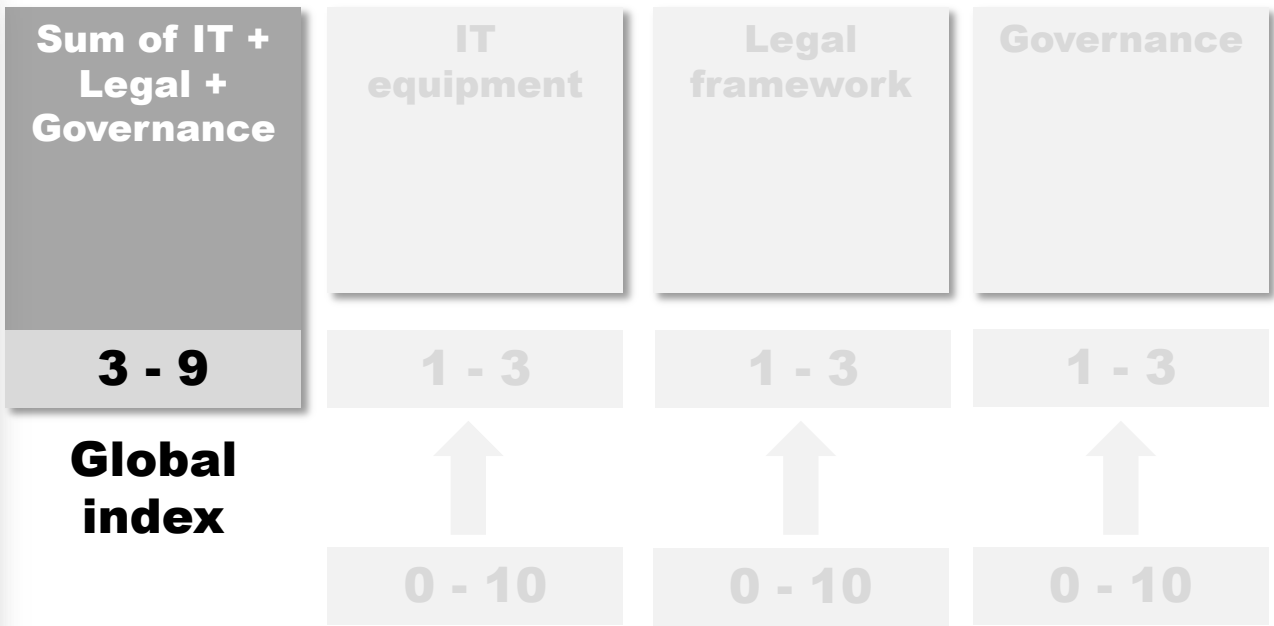 Sum of IT +
Legal +
Governance
IT
equipment
Legal
framework
Governance
3 - 9
1 - 3
1 - 3
1 - 3
Global
index
0 - 10
0 - 10
0 - 10